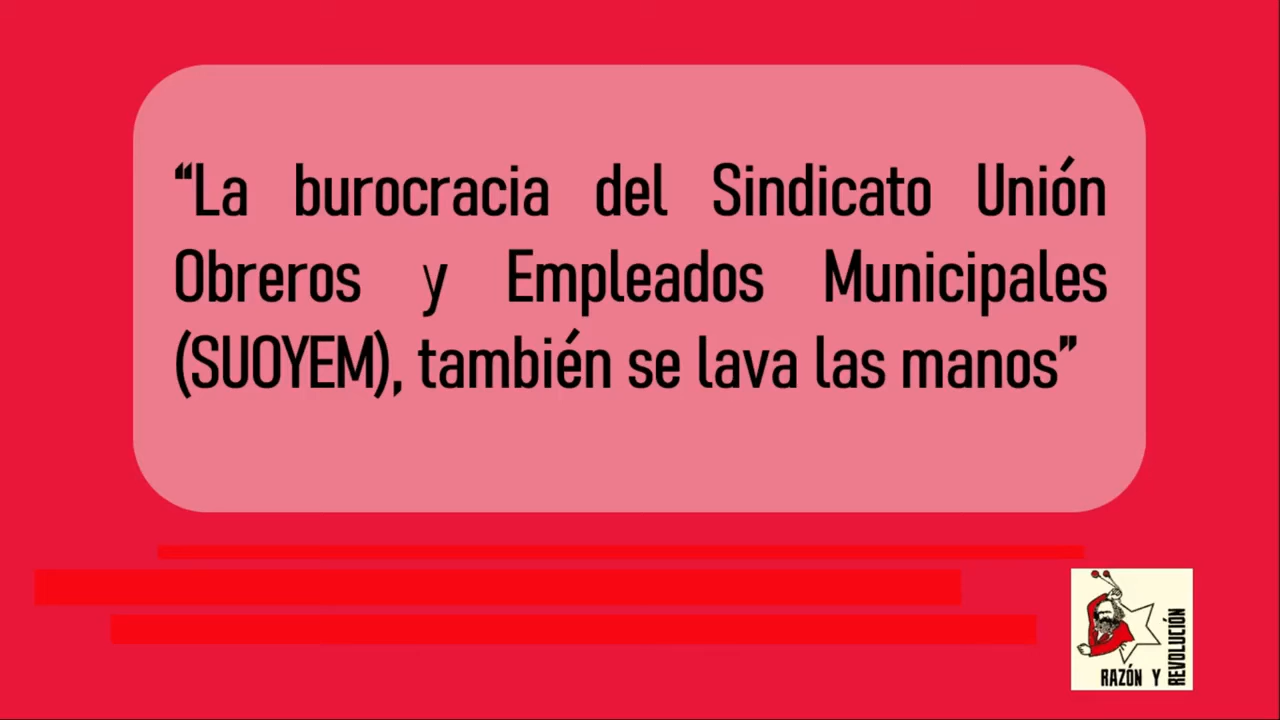 “La burocracia del Sindicato Unión
Obreros y Empleados Municipales
(SUOYEM), también se lava las manos”
RAZÓN Y
REVOLUCIÓN